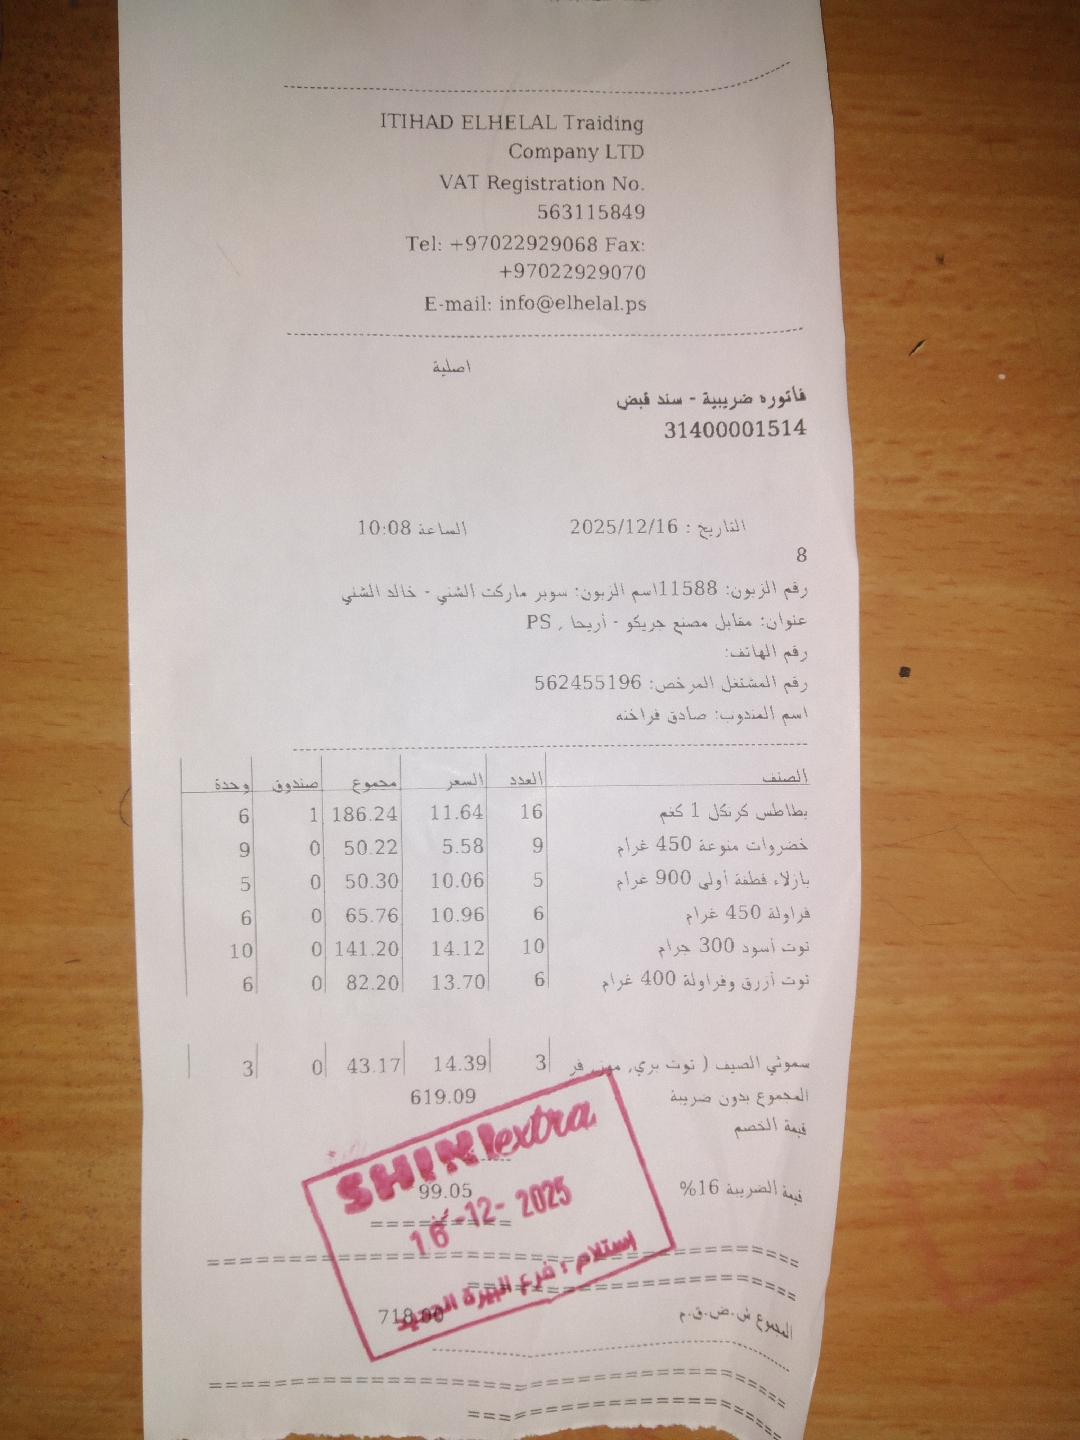 ITIHAD ELHELAL Traiding
Company LTD
VAT Registration No.
563115849
Tel: +97022929068 Fax:
+97022929070
E-mail: info@elhelal.ps
اصلية
فاتوره ضريبية - سند قبض
31400001514
التاريخ : 2025/12/16 الساعة 10:08
8
رقم الزبون: 11588اسم الزبون: سوبر ماركت الشني - خالد الشني
عنوان: مقابل مصنع جريكو - أريحا , PS
رقم الهاتف:
رقم المشتغل المرخص: 562455196
اسم المندوب: صادق فراخنه
الصنف العدد السعر مجموع صندوق وحدة
بطاطس كرنكل 1 كغم 16 11.64 186.24 1 6
خضروات منوعة 450 غرام 9 5.58 50.22 0 9
بازلاء قطفة أولى 900 غرام 5 10.06 50.30 0 5
فراولة 450 غرام 6 10.96 65.76 0 6
توت أسود 300 جرام 10 14.12 141.20 0 10
توت أزرق وفراولة 400 غرام 6 13.70 82.20 0 6
سموثي الصيف ( توت بري, موز, فر 3 14.39 43.17 0 3
المجموع بدون ضريبة 619.09
قيمة الخصم
SHINI extra
قيمة الضريبة 16% 99.05
16-12- 2025
إستلام : فرع البيرة الجديد
المجموع ش.ض.ق.م 718.00